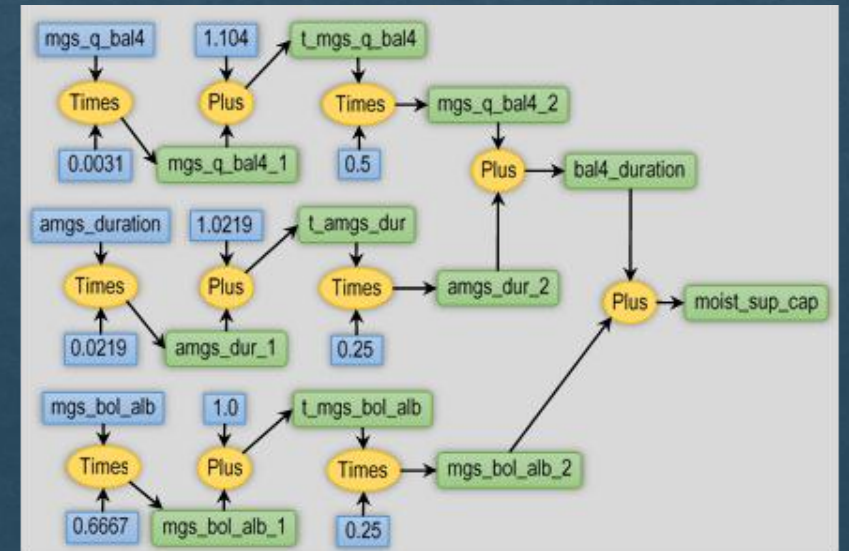 mgs_q_bal4 1.104 t_mgs_q_bal4
Times Plus Times mgs_q_bal4_2
0.0031 mgs_q_bal4_1 0.5 Plus bal4_duration
amgs_duration 1.0219 t_amgs_dur
Times Plus Times amgs_dur_2 Plus moist_sup_cap
0.0219 amgs_dur_1 0.25
mgs_bol_alb 1.0 t_mgs_bol_alb
Times Plus Times mgs_bol_alb_2
0.6667 mgs_bol_alb_1 0.25